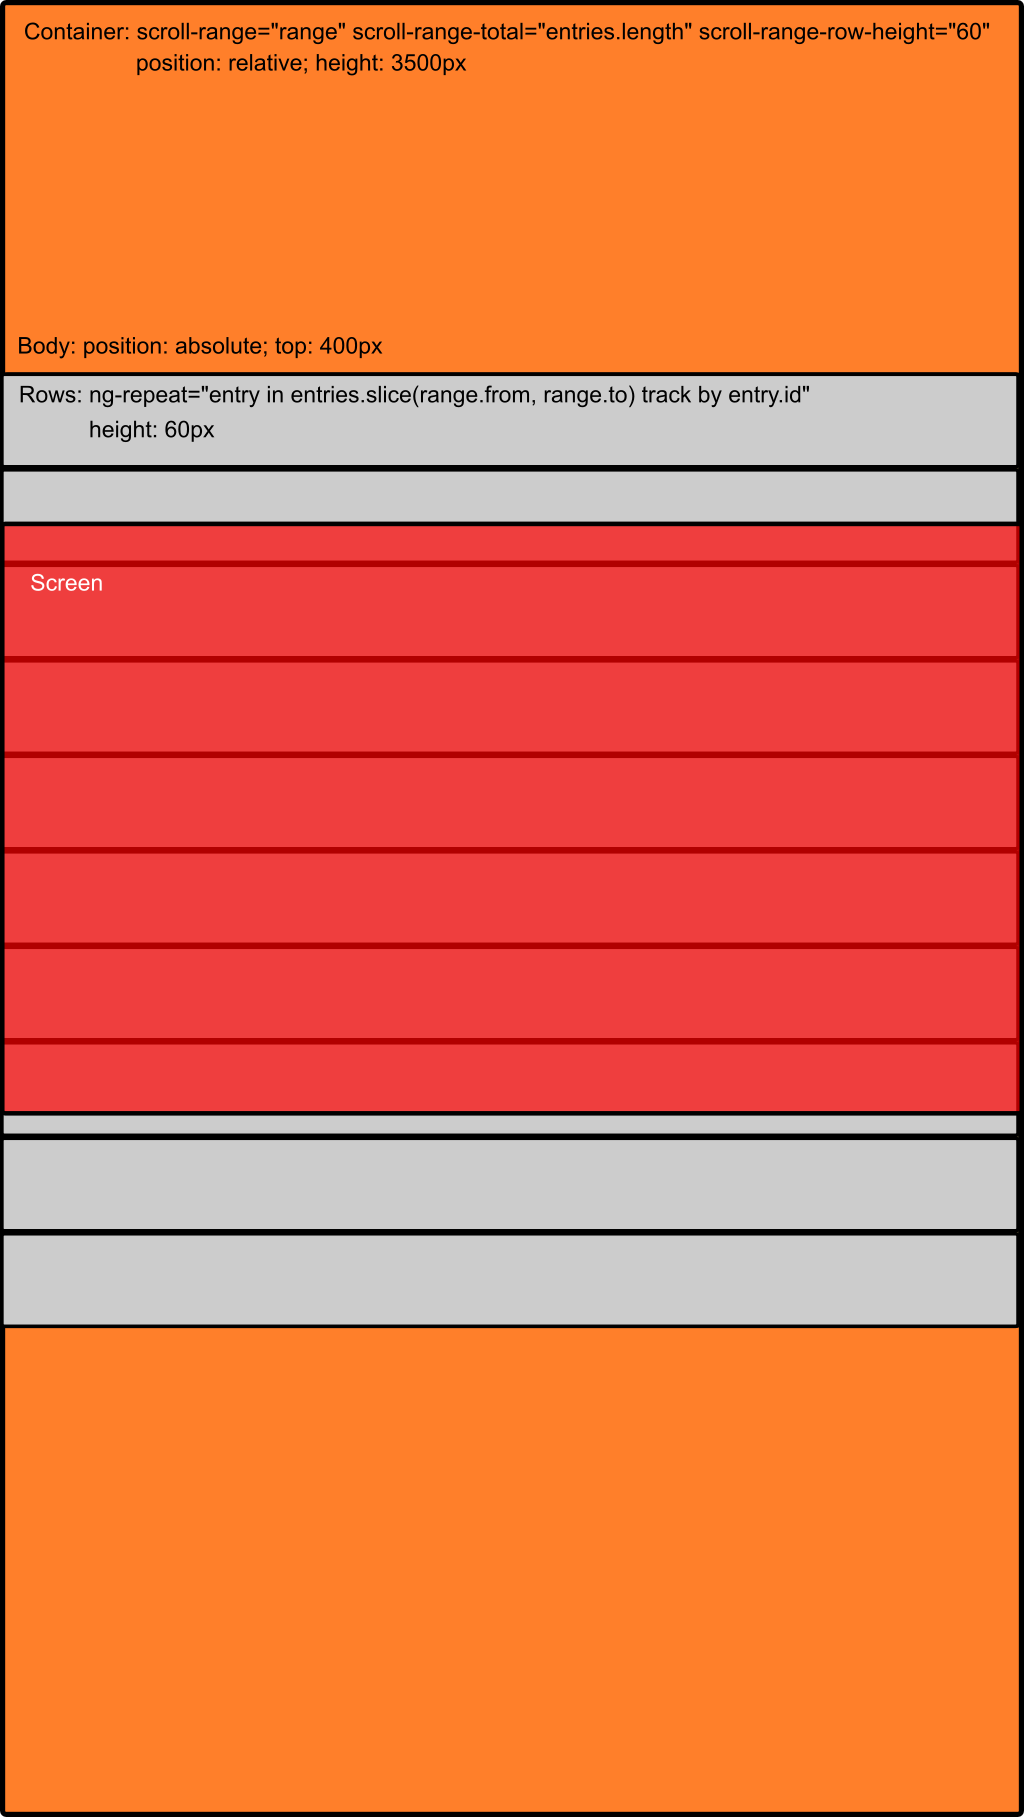 Container: scroll-range="range" scroll-range-total="entries.length" scroll-range-row-height="60"
position: relative; height: 3500px
Body: position: absolute; top: 400px
Rows: ng-repeat="entry in entries.slice(range.from, range.to) track by entry.id"
height: 60px
Screen